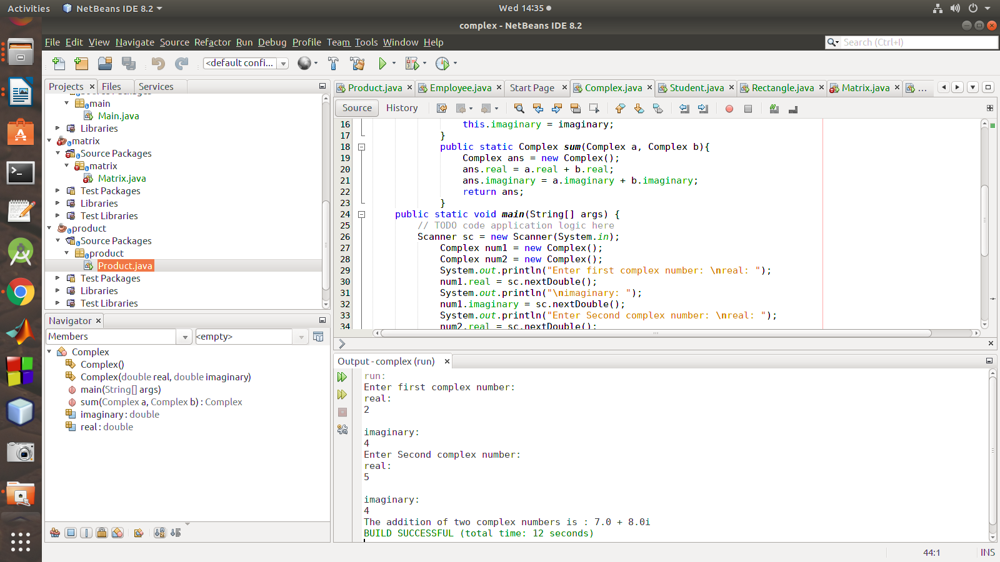 Activities NetBeans IDE 8.2 Wed 14:35
complex - NetBeans IDE 8.2
File Edit View Navigate Source Refactor Run Debug Profile Team Tools Window Help Search (Ctrl+I)
<default confi...
Projects Files Services
main
Main.java
Libraries
matrix
Source Packages
matrix
Matrix.java
Test Packages
Libraries
Test Libraries
product
Source Packages
product
Product.java
Test Packages
Libraries
Test Libraries
Navigator
Members <empty>
Complex
Complex()
Complex(double real, double imaginary)
main(String[] args)
sum(Complex a, Complex b) : Complex
imaginary : double
real : double
Product.java Employee.java Start Page Complex.java Student.java Rectangle.java Matrix.java ...
Source History
16 this.imaginary = imaginary;
17 }
18 public static Complex sum(Complex a, Complex b){
19 Complex ans = new Complex();
20 ans.real = a.real + b.real;
21 ans.imaginary = a.imaginary + b.imaginary;
22 return ans;
23 }
24 public static void main(String[] args) {
25 // TODO code application logic here
26 Scanner sc = new Scanner(System.in);
27 Complex num1 = new Complex();
28 Complex num2 = new Complex();
29 System.out.println("Enter first complex number: \nreal: ");
30 num1.real = sc.nextDouble();
31 System.out.println("\nimaginary: ");
32 num1.imaginary = sc.nextDouble();
33 System.out.println("Enter Second complex number: \nreal: ");
34 num2.real = sc.nextDouble();
Output - complex (run)
run:
Enter first complex number:
real:
2
imaginary:
4
Enter Second complex number:
real:
5
imaginary:
4
The addition of two complex numbers is : 7.0 + 8.0i
BUILD SUCCESSFUL (total time: 12 seconds)
44:1 INS